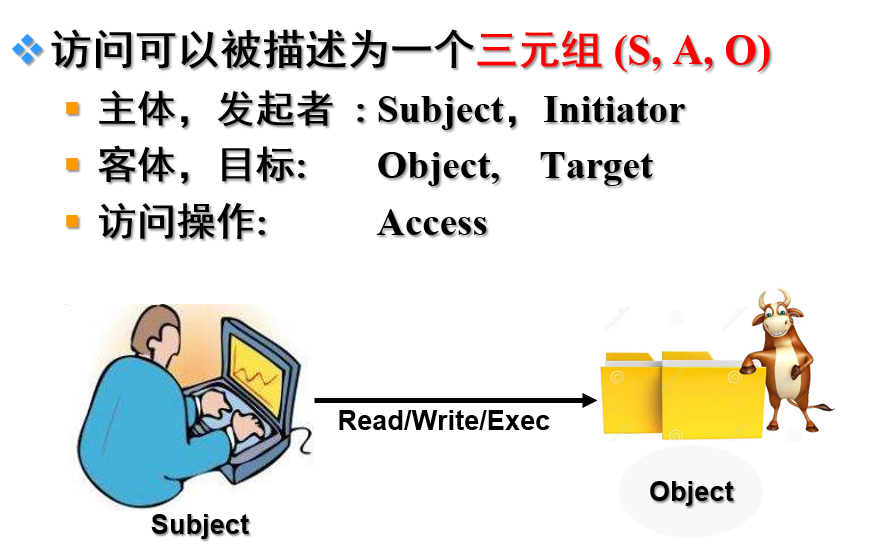 访问可以被描述为一个三元组 (S, A, O)
主体，发起者 : Subject，Initiator
客体，目标: Object, Target
访问操作: Access
Read/Write/Exec
Subject
Object